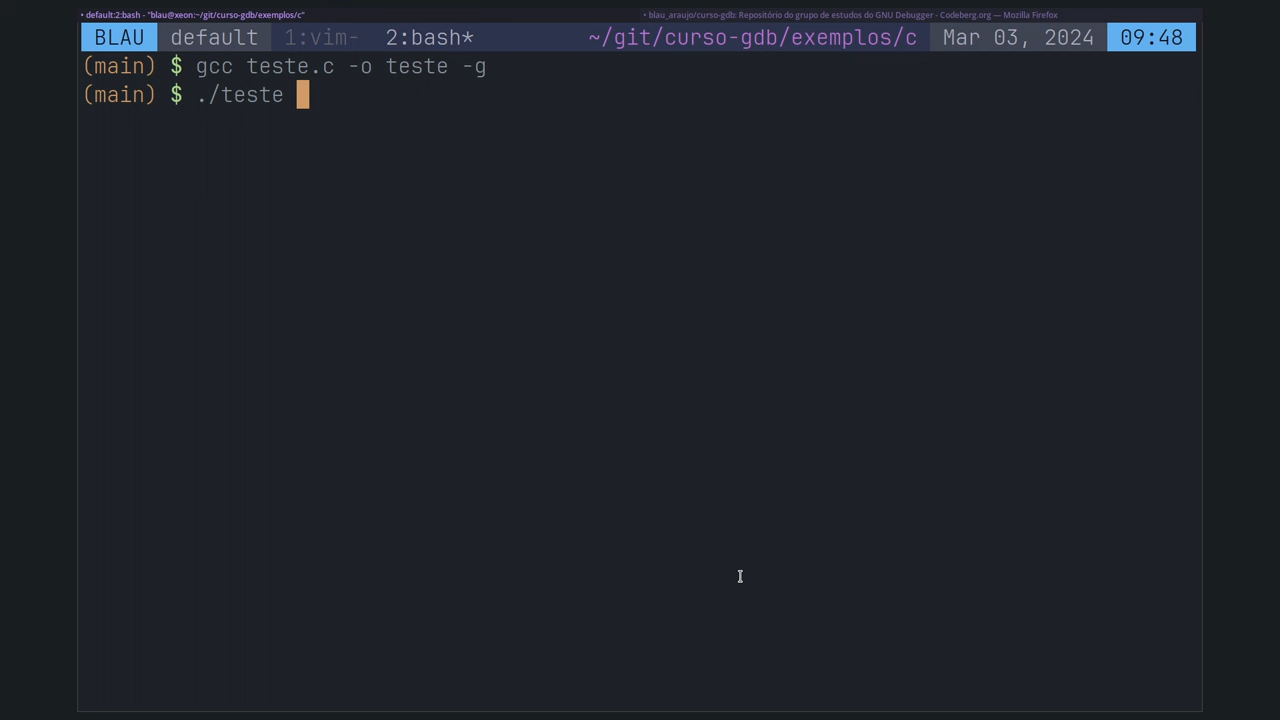 • default:2:bash - "blau@xeon:~/git/curso-gdb/exemplos/c"
• blau_araujo/curso-gdb: Repositório do grupo de estudos do GNU Debugger - Codeberg.org — Mozilla Firefox
BLAU default 1:vim- 2:bash* ~/git/curso-gdb/exemplos/c Mar 03, 2024 09:48
(main) $ gcc teste.c -o teste -g
(main) $ ./teste